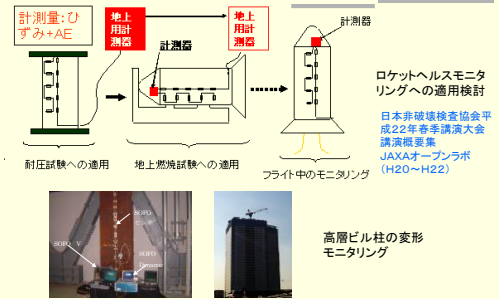 計測量:ひ
ずみ+AE
地上
用計
測器
地上
用計
測器
計測器
計測器
ロケットヘルスモニタ
リングへの適用検討
日本非破壊検査協会平
成22年春季講演大会
講演概要集
JAXAオープンラボ
(H20~H22)
耐圧試験への適用
地上燃焼試験への適用
フライト中のモニタリング
SOFO
SOFO V
SOFO
Dynamic
高層ビル柱の変形
モニタリング